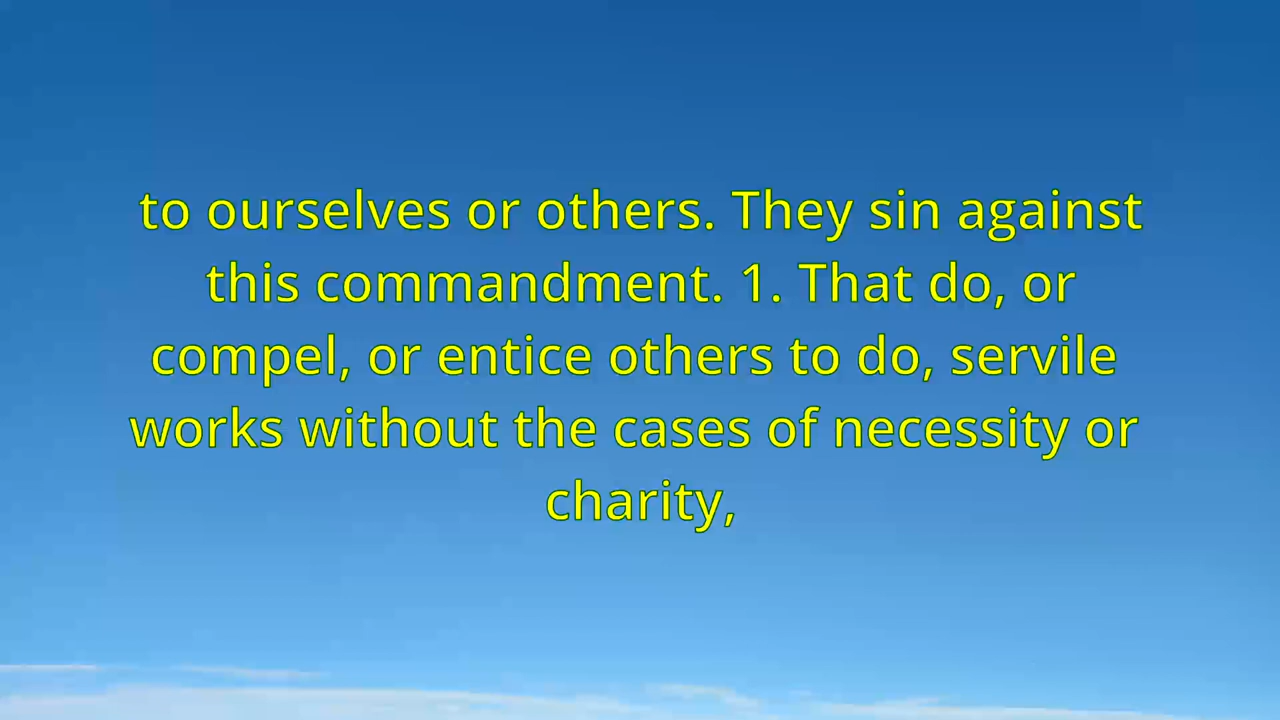 to ourselves or others. They sin against
this commandment. 1. That do, or
compel, or entice others to do, servile
works without the cases of necessity or
charity,